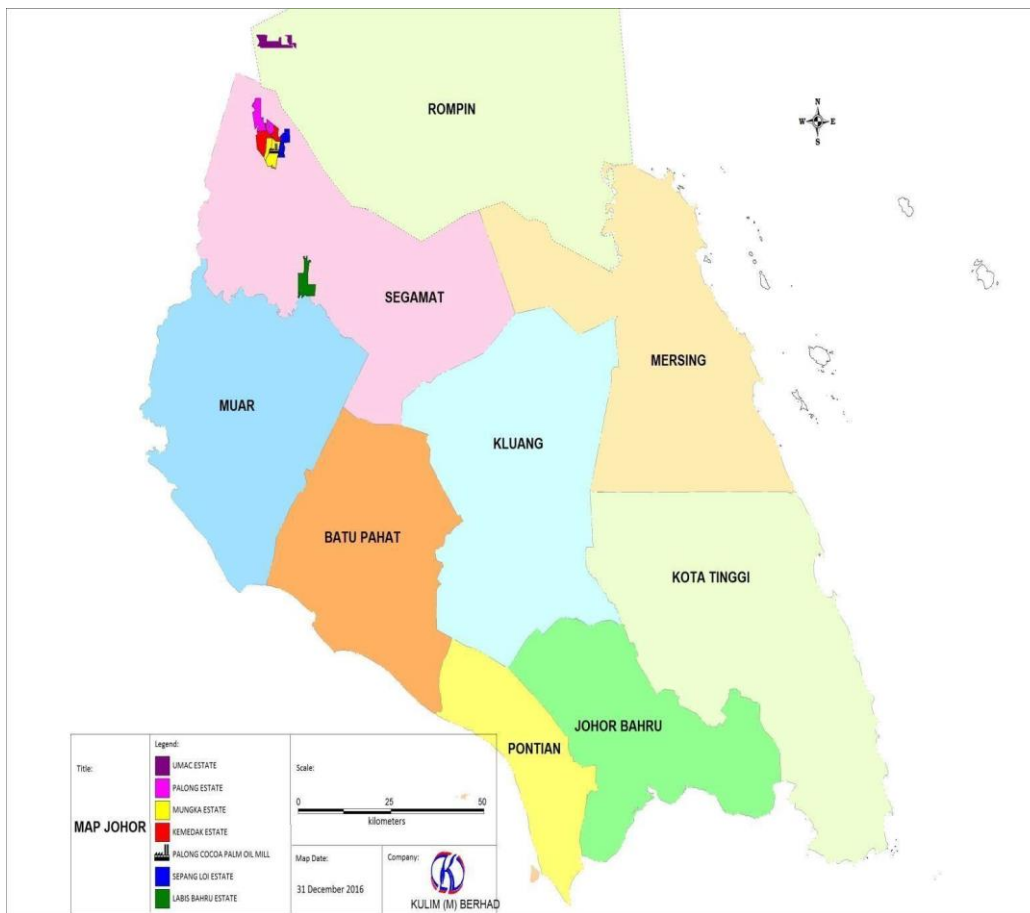 ROMPIN
N
W E
S
SEGAMAT
MERSING
MUAR
KLUANG
BATU PAHAT
KOTA TINGGI
JOHOR BAHRU
PONTIAN
Title:
MAP JOHOR
Legend:
UMAC ESTATE
PALONG ESTATE
MUNGKA ESTATE
KEMEDAK ESTATE
PALONG COCOA PALM OIL MILL
SEPANG LOI ESTATE
LABIS BAHRU ESTATE
Scale:
0 25 50
kilometers
Map Date:
31 December 2016
Company:
K
KULIM (M) BERHAD